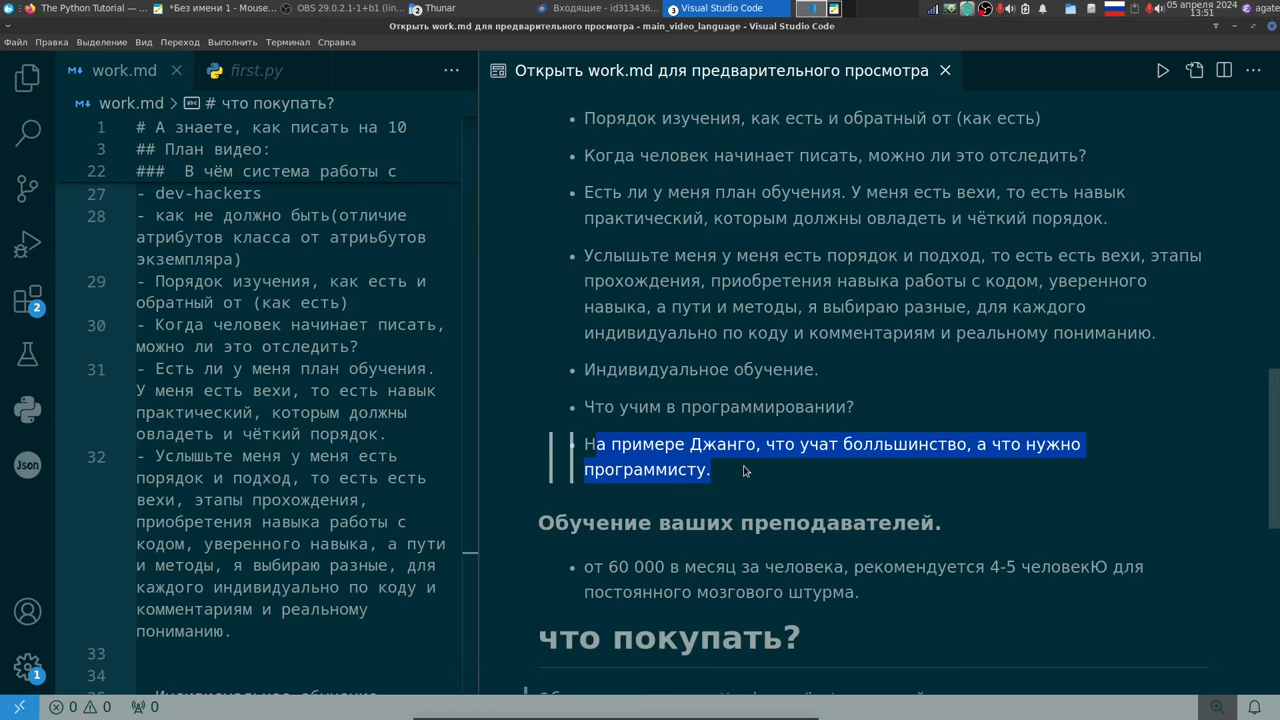 The Python Tutorial — ...
*Без имени 1 - Mouse...
OBS 29.0.2.1-1+b1 (lin...
2 Thunar
Входящие - id313436...
2 Visual Studio Code
05 апреля 2024
13:51
agate
Открыть work.md для предварительного просмотра - main_video_language - Visual Studio Code
Файл Правка Выделение Вид Переход Выполнить Терминал Справка
work.md
first.py
Открыть work.md для предварительного просмотра
work.md > # что покупать?
1 # А знаете, как писать на 10
3 ## План видео:
22 ### В чём система работы с
27 - dev-hackers
28 - как не должно быть(отличие
атрибутов класса от атриьбутов
экземпляра)
29 - Порядок изучения, как есть и
обратный от (как есть)
30 - Когда человек начинает писать,
можно ли это отследить?
31 - Есть ли у меня план обучения.
У меня есть вехи, то есть навык
практический, которым должны
овладеть и чёткий порядок.
32 - Услышьте меня у меня есть
порядок и подход, то есть есть
вехи, этапы прохождения,
приобретения навыка работы с
кодом, уверенного навыка, а пути
и методы, я выбираю разные, для
каждого индивидуально по коду и
комментариям и реальному
пониманию.
33
34
Порядок изучения, как есть и обратный от (как есть)
Когда человек начинает писать, можно ли это отследить?
Есть ли у меня план обучения. У меня есть вехи, то есть навык
практический, которым должны овладеть и чёткий порядок.
Услышьте меня у меня есть порядок и подход, то есть есть вехи, этапы
прохождения, приобретения навыка работы с кодом, уверенного
навыка, а пути и методы, я выбираю разные, для каждого
индивидуально по коду и комментариям и реальному пониманию.
Индивидуальное обучение.
Что учим в программировании?
На примере Джанго, что учат болльшинство, а что нужно
программисту.
Обучение ваших преподавателей.
от 60 000 в месяц за человека, рекомендуется 4-5 человекЮ для
постоянного мозгового штурма.
что покупать?
2
Json
1
0 0 0